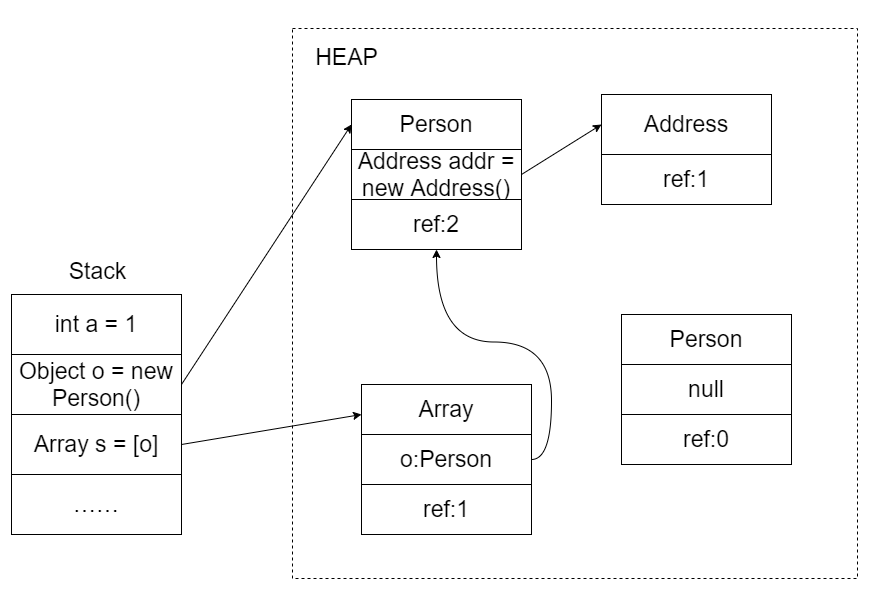 HEAP
Person
Address addr =
new Address()
ref:2
Address
ref:1
Stack
int a = 1
Object o = new
Person()
Array s = [o]
……
Array
o:Person
ref:1
Person
null
ref:0